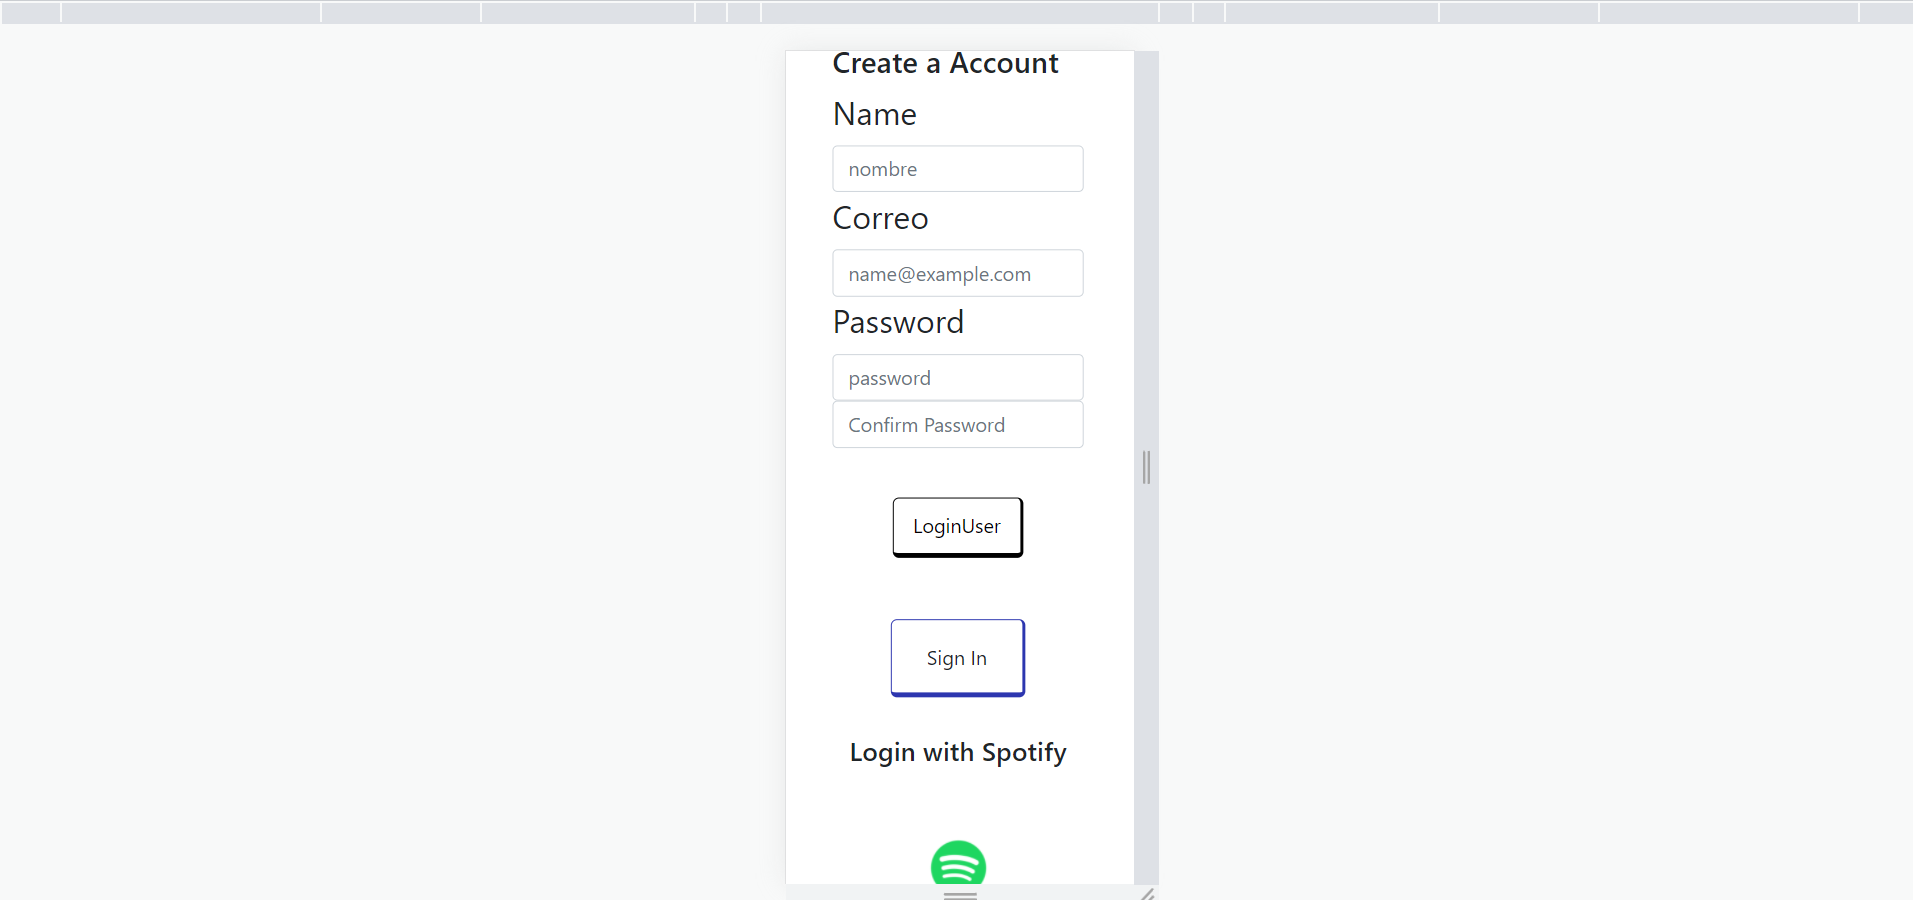 Create a Account
Name
nombre
Correo
name@example.com
Password
password
Confirm Password
LoginUser
Sign In
Login with Spotify